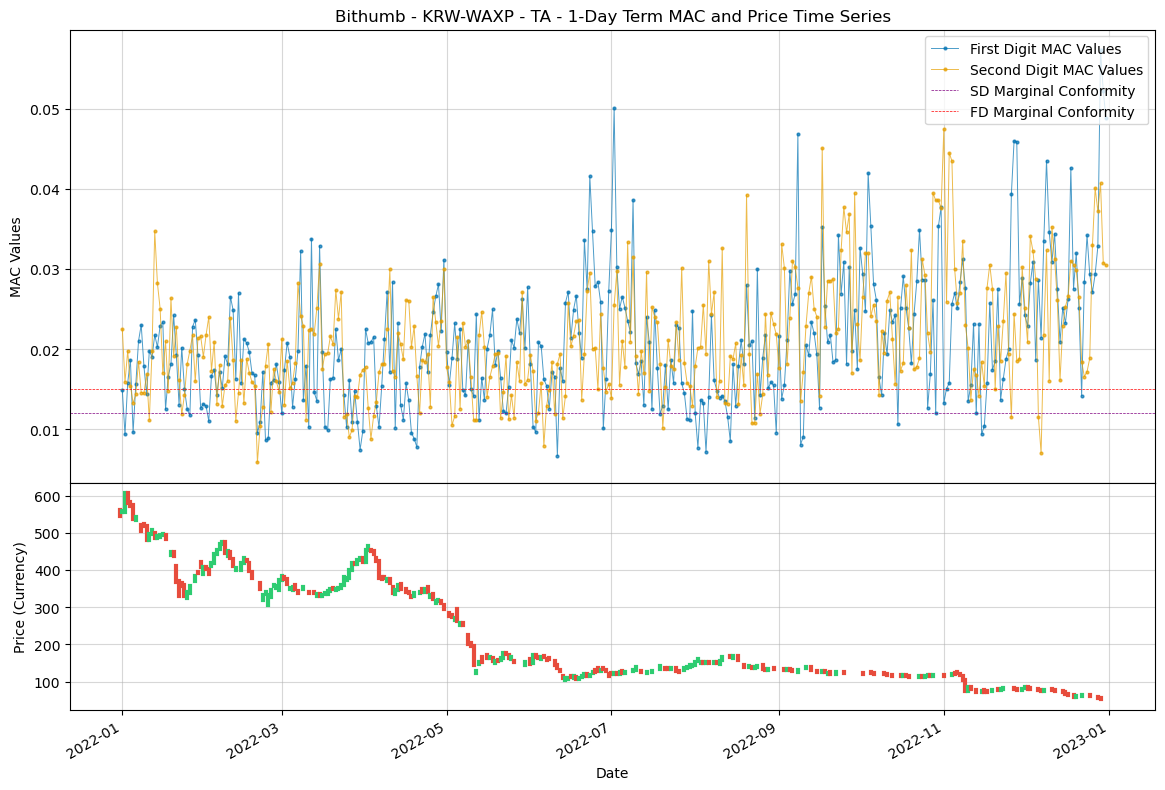 Bithumb - KRW-WAXP - TA - 1-Day Term MAC and Price Time Series
First Digit MAC Values
Second Digit MAC Values
SD Marginal Conformity
FD Marginal Conformity
MAC Values
0.05
0.04
0.03
0.02
0.01
Price (Currency)
600
500
400
300
200
100
2022-01
2022-03
2022-05
2022-07
2022-09
2022-11
2023-01
Date